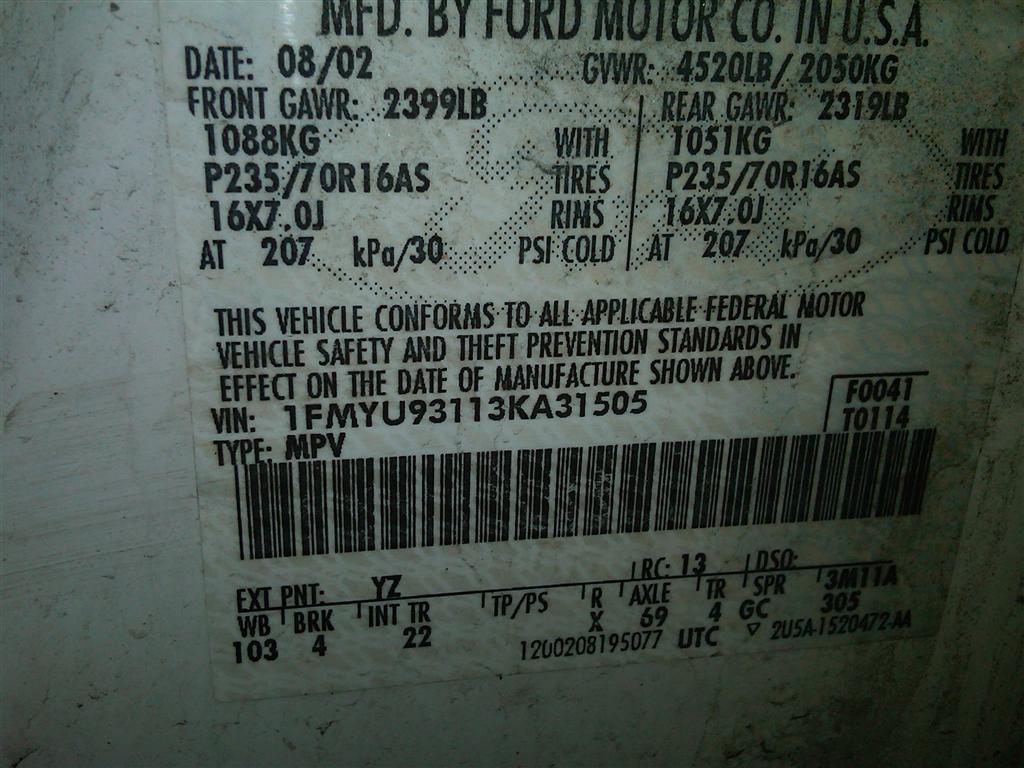 MFD. BY FORD MOTOR CO. IN U.S.A.
DATE: 08/02 GVWR: 4520LB/ 2050KG
FRONT GAWR: 2399LB REAR GAWR: 2319LB
1088KG WITH 1051KG WITH
P235/70R16AS TIRES P235/70R16AS TIRES
16X7.0J RIMS 16X7.0J RIMS
AT 207 kPa/30 PSI COLD AT 207 kPa/30 PSI COLD
THIS VEHICLE CONFORMS TO ALL APPLICABLE FEDERAL MOTOR
VEHICLE SAFETY AND THEFT PREVENTION STANDARDS IN
EFFECT ON THE DATE OF MANUFACTURE SHOWN ABOVE.
VIN: 1FMYU93113KA31505 F0041
TYPE: MPV T0114
EXT PNT: YZ RC: 13 DSO:
WB BRK INT TR TP/PS R AXLE TR SPR 3M11A
103 4 22 X 69 4 GC 305
1200208195077 UTC ▽ 2U5A-1520472-AA